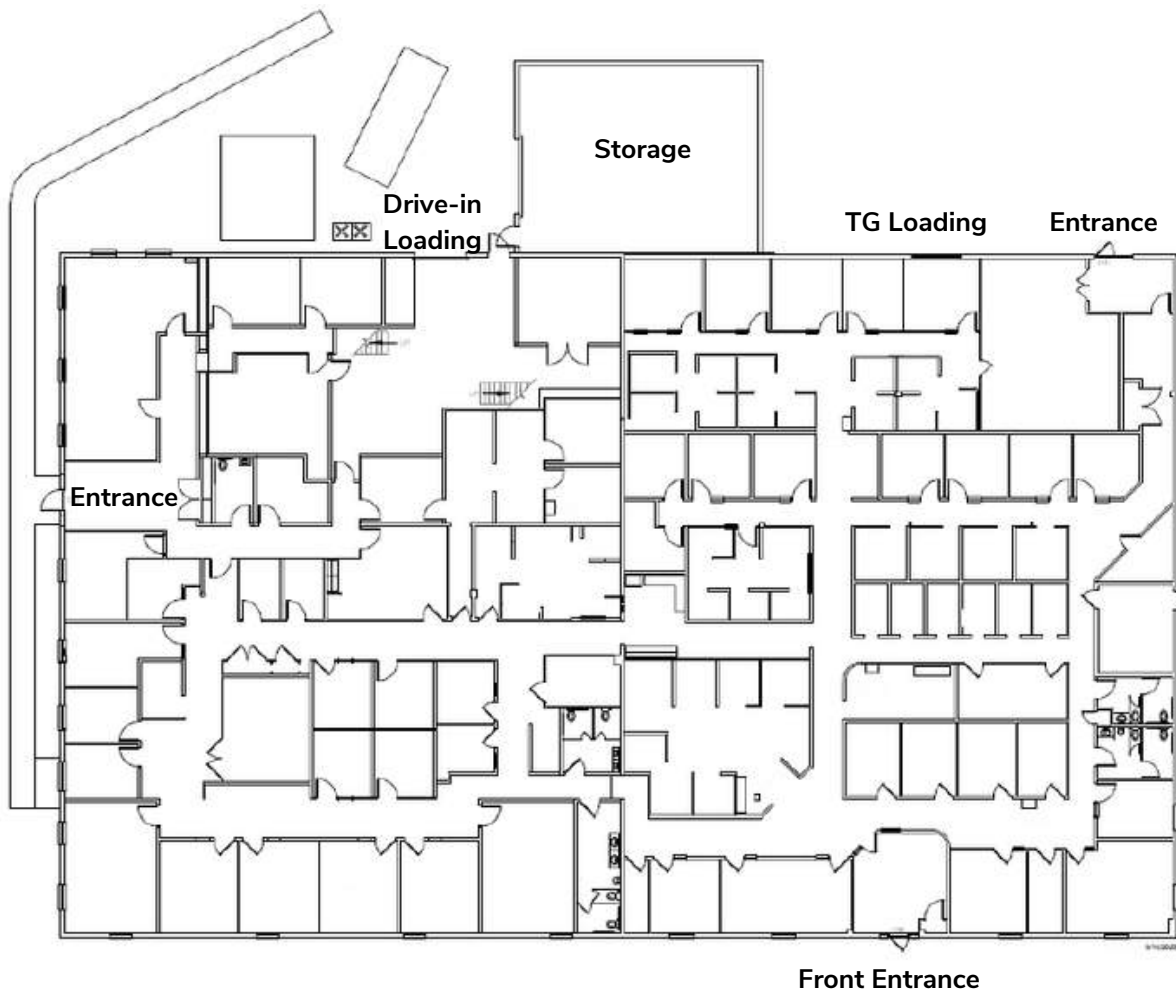 Storage
Drive-in
Loading
TG Loading
Entrance
Entrance
Front Entrance